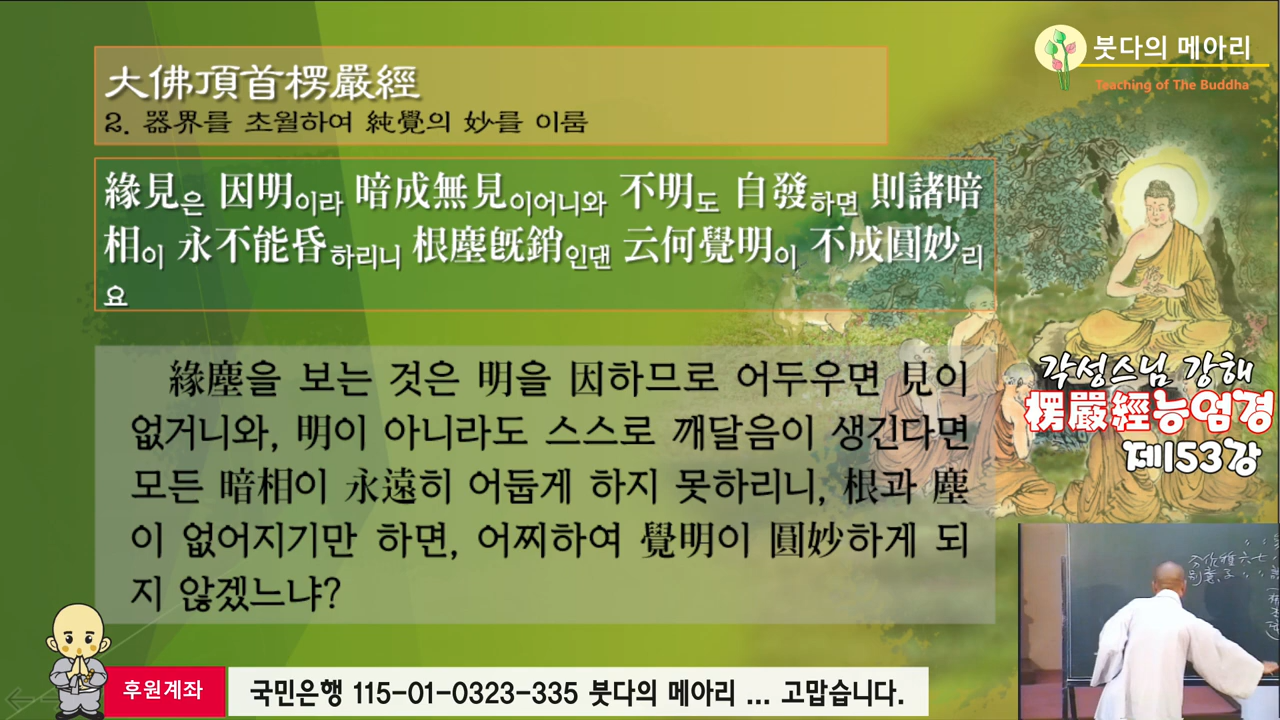 붓다의 메아리
Teaching of The Buddha
大佛頂首楞嚴經
2. 器界를 초월하여 純覺의 妙를 이룸
緣見은 因明이라 暗成無見이어니와 不明도 自發하면 則諸暗
相이 永不能昏하리니 根塵旣銷인댄 云何覺明이 不成圓妙리
요
緣塵을 보는 것은 明을 因하므로 어두우면 見이
없거니와, 明이 아니라도 스스로 깨달음이 생긴다면
모든 暗相이 永遠히 어둡게 하지 못하리니, 根과 塵
이 없어지기만 하면, 어찌하여 覺明이 圓妙하게 되
지 않겠느냐?
각성스님 강해
楞嚴經능엄경
제153강
후원계좌
국민은행 115-01-0323-335 붓다의 메아리 ... 고맙습니다.